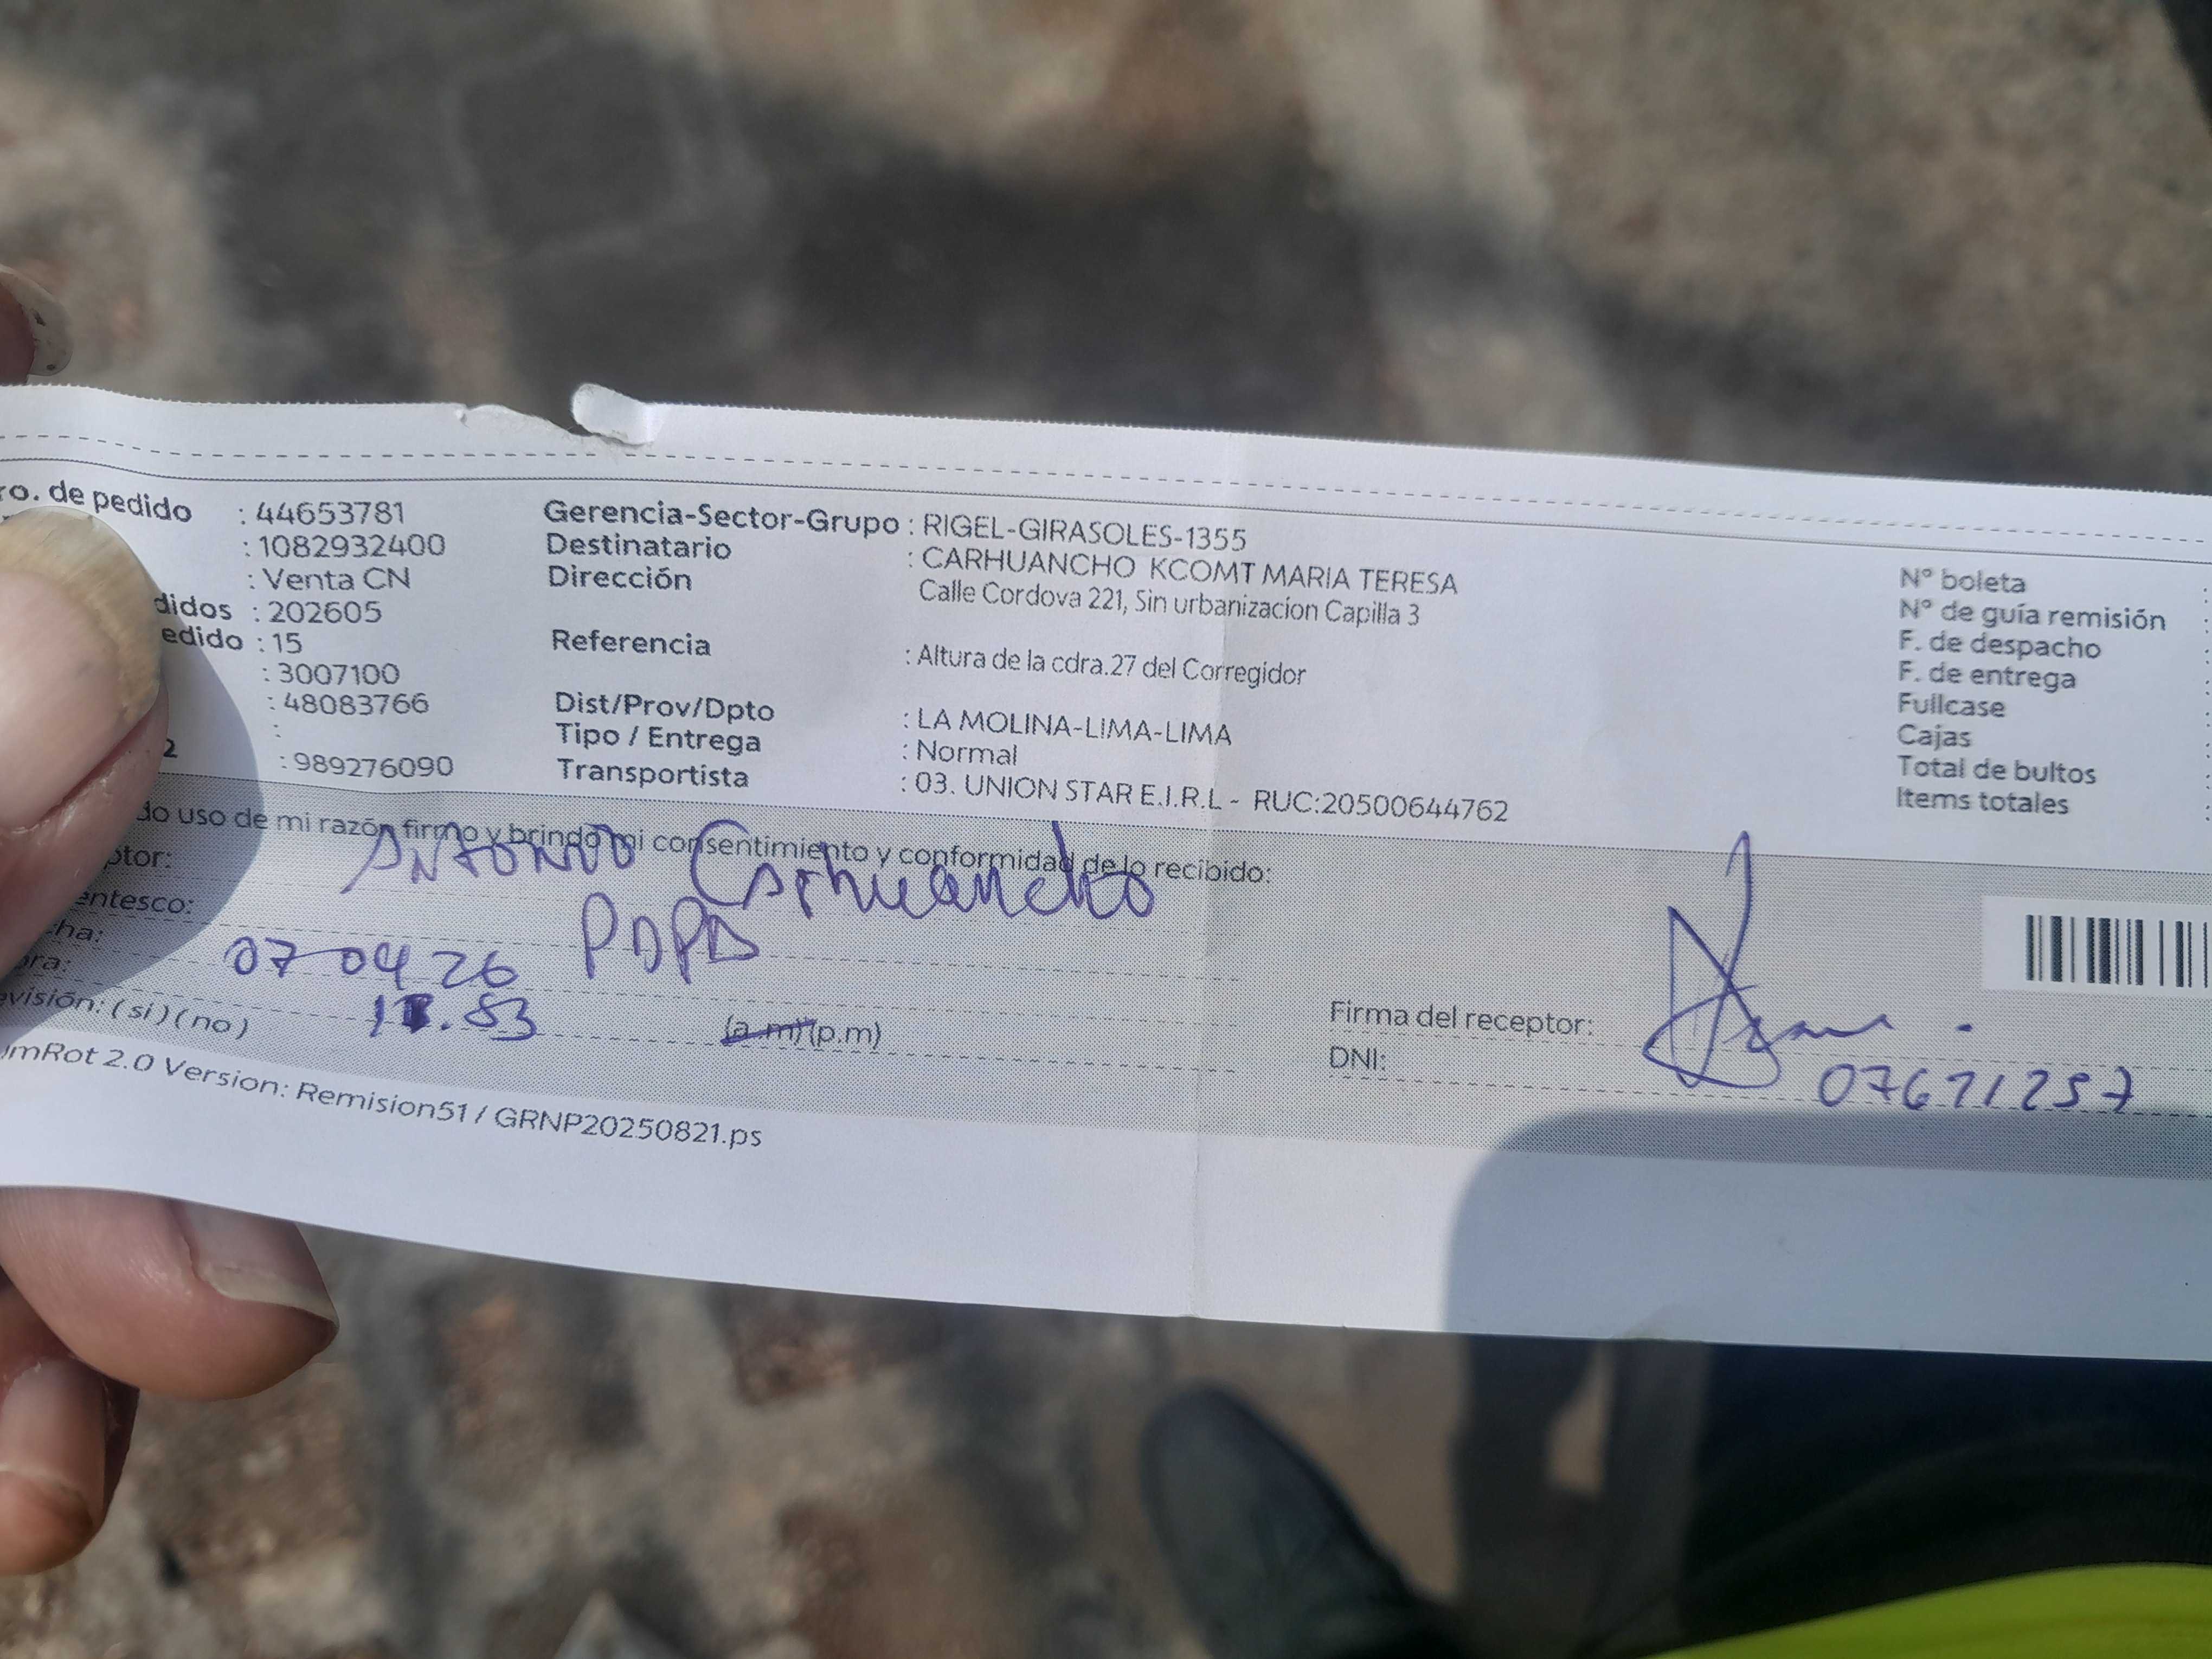 ro. de pedido : 44653781
: 1082932400
: Venta CN
didos : 202605
edido : 15
: 3007100
: 48083766
:
2 : 989276090
Gerencia-Sector-Grupo : RIGEL-GIRASOLES-1355
Destinatario : CARHUANCHO KCOMT MARIA TERESA
Dirección Calle Cordova 221, Sin urbanizacion Capilla 3
Referencia : Altura de la cdra.27 del Corregidor
Dist/Prov/Dpto : LA MOLINA-LIMA-LIMA
Tipo / Entrega : Normal
Transportista : 03. UNION STAR E.I.R.L - RUC:20500644762
N° boleta :
N° de guía remisión :
F. de despacho :
F. de entrega :
Fullcase :
Cajas :
Total de bultos :
Items totales :
do uso de mi razón firmo y brindo mi consentimiento y conformidad de lo recibido:
ptor: ANTONIO Carhuancho
entesco: PAPA
cha: 07 04 26
ora: (a.m) (p.m)
evisión: ( si ) ( no )
Firma del receptor:
DNI: 07671257
umRot 2.0 Version: Remision51 / GRNP20250821.ps